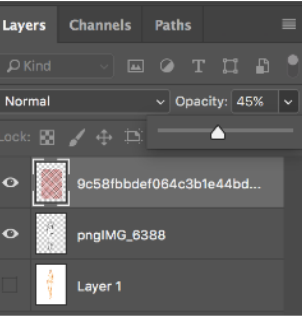 Layers Channels Paths
Kind
Normal Opacity: 45%
Lock:
9c58fbbdef064c3b1e44bd...
pngIMG_6388
Layer 1